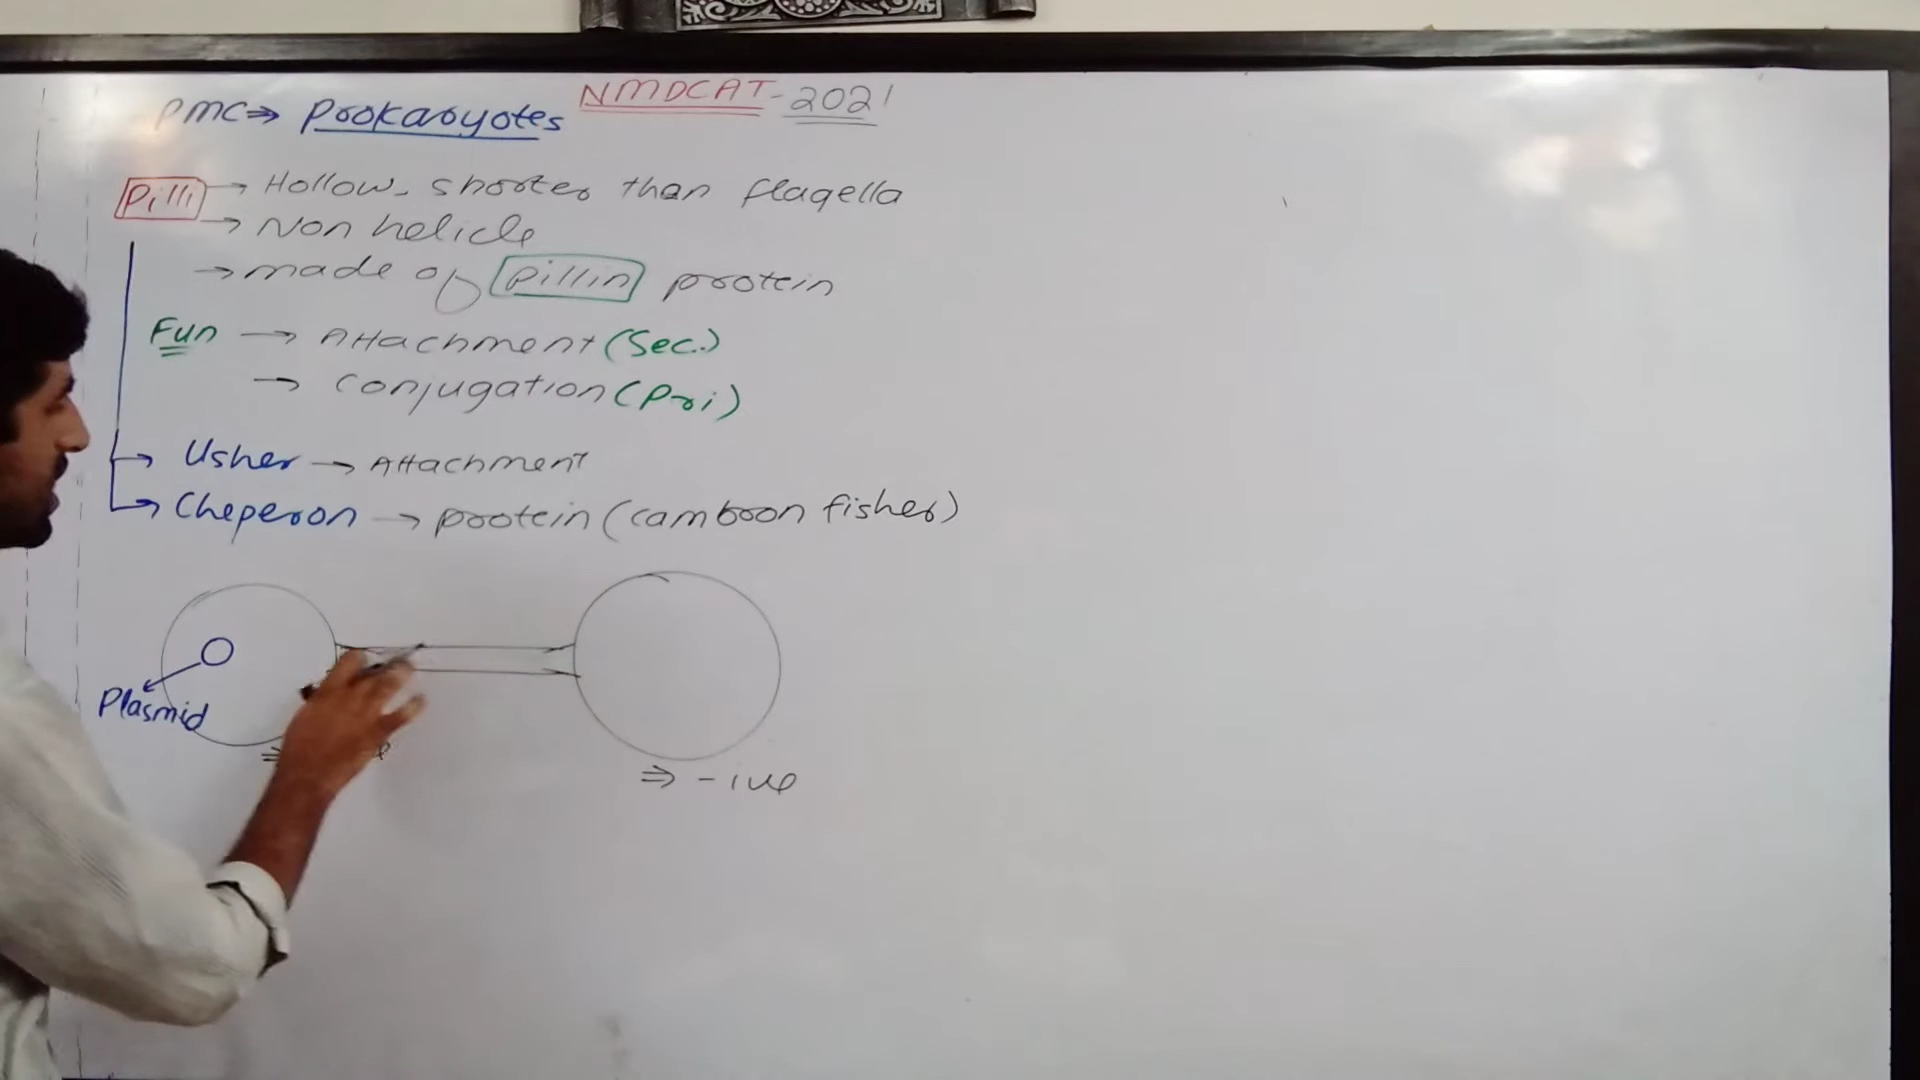 PMC⇒ Prokaryotes NMDCAT-2021
Pilli → Hollow, shorter than flagella
→ Non helicle
→ made of pillin protein
Fun → Attachment (Sec.)
→ Conjugation (Pri)
→ Usher → Attachment
→ Cheperon → protein (cambron fisher)
Plasmid
⇒ -ive